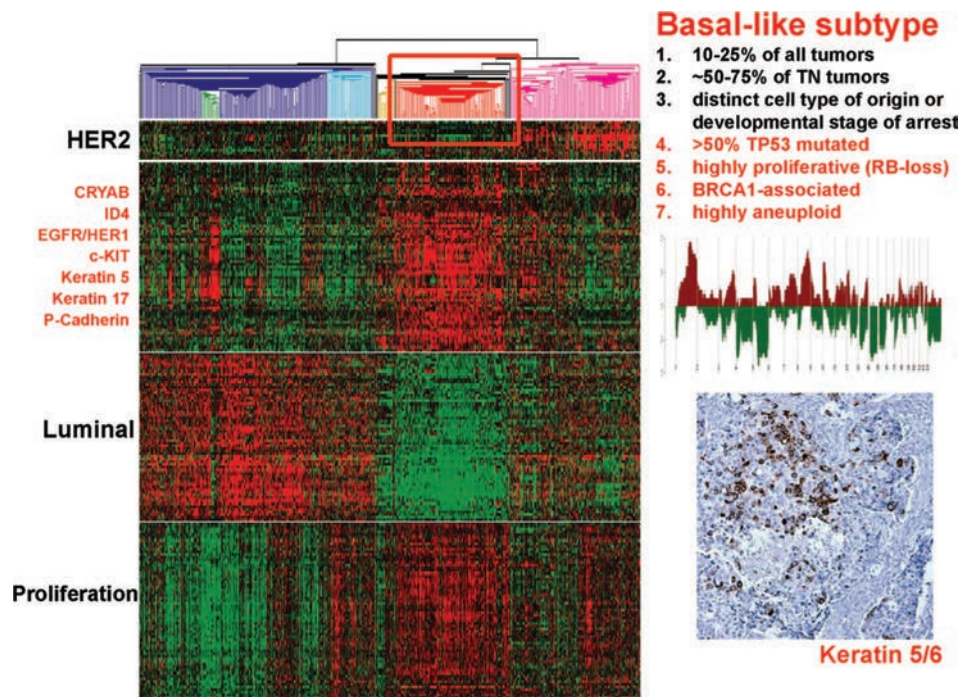 Basal-like subtype
1. 10-25% of all tumors
2. ~50-75% of TN tumors
3. distinct cell type of origin or
developmental stage of arrest
4. >50% TP53 mutated
5. highly proliferative (RB-loss)
6. BRCA1-associated
7. highly aneuploid
HER2
CRYAB
ID4
EGFR/HER1
c-KIT
Keratin 5
Keratin 17
P-Cadherin
Luminal
Proliferation
Keratin 5/6